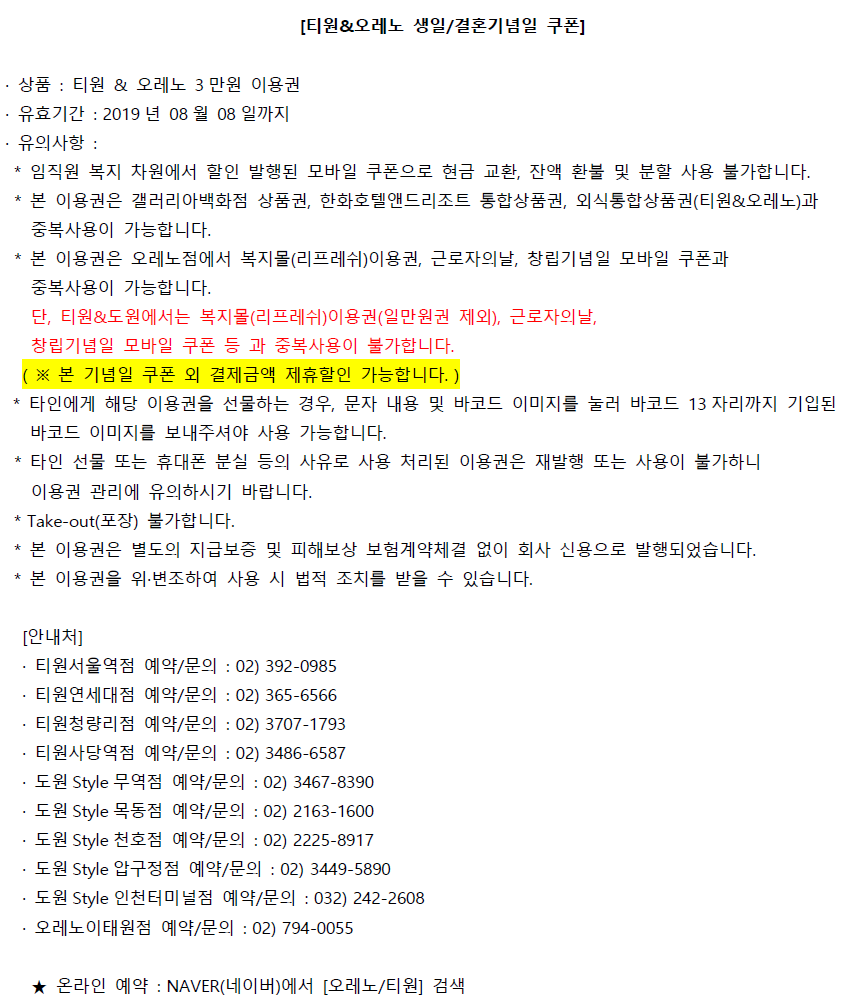 [티원&오레노 생일/결혼기념일 쿠폰]
· 상품 : 티원 & 오레노 3만원 이용권
· 유효기간 : 2019년 08월 08일까지
· 유의사항 :
* 임직원 복지 차원에서 할인 발행된 모바일 쿠폰으로 현금 교환, 잔액 환불 및 분할 사용 불가합니다.
* 본 이용권은 갤러리아백화점 상품권, 한화호텔앤드리조트 통합상품권, 외식통합상품권(티원&오레노)과
중복사용이 가능합니다.
* 본 이용권은 오레노점에서 복지몰(리프레쉬)이용권, 근로자의날, 창립기념일 모바일 쿠폰과
중복사용이 가능합니다.
단, 티원&도원에서는 복지몰(리프레쉬)이용권(일만원권 제외), 근로자의날,
창립기념일 모바일 쿠폰 등 과 중복사용이 불가합니다.
( ※ 본 기념일 쿠폰 외 결제금액 제휴할인 가능합니다. )
* 타인에게 해당 이용권을 선물하는 경우, 문자 내용 및 바코드 이미지를 눌러 바코드 13자리까지 기입된
바코드 이미지를 보내주셔야 사용 가능합니다.
* 타인 선물 또는 휴대폰 분실 등의 사유로 사용 처리된 이용권은 재발행 또는 사용이 불가하니
이용권 관리에 유의하시기 바랍니다.
* Take-out(포장) 불가합니다.
* 본 이용권은 별도의 지급보증 및 피해보상 보험계약체결 없이 회사 신용으로 발행되었습니다.
* 본 이용권을 위·변조하여 사용 시 법적 조치를 받을 수 있습니다.
[안내처]
· 티원서울역점 예약/문의 : 02) 392-0985
· 티원연세대점 예약/문의 : 02) 365-6566
· 티원청량리점 예약/문의 : 02) 3707-1793
· 티원사당역점 예약/문의 : 02) 3486-6587
· 도원 Style 무역점 예약/문의 : 02) 3467-8390
· 도원 Style 목동점 예약/문의 : 02) 2163-1600
· 도원 Style 천호점 예약/문의 : 02) 2225-8917
· 도원 Style 압구정점 예약/문의 : 02) 3449-5890
· 도원 Style 인천터미널점 예약/문의 : 032) 242-2608
· 오레노이태원점 예약/문의 : 02) 794-0055
★ 온라인 예약 : NAVER(네이버)에서 [오레노/티원] 검색